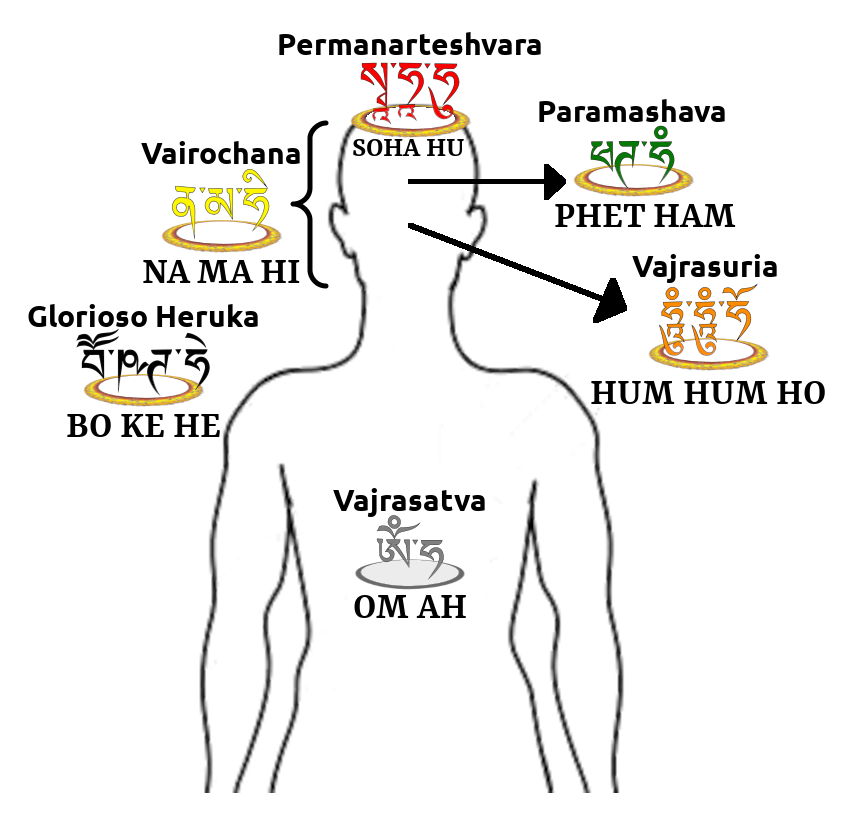 Permanarteshvara
SOHA HU
Paramashava
PHET HAM
Vairochana
ན་མ་ཧི
NA MA HI
Vajrasuria
ཧཱུཾ་ཧཱུཾ་ཧོ
HUM HUM HO
Glorioso Heruka
BO KE HE
Vajrasatva
ཨོཾ་ཧ
OM AH